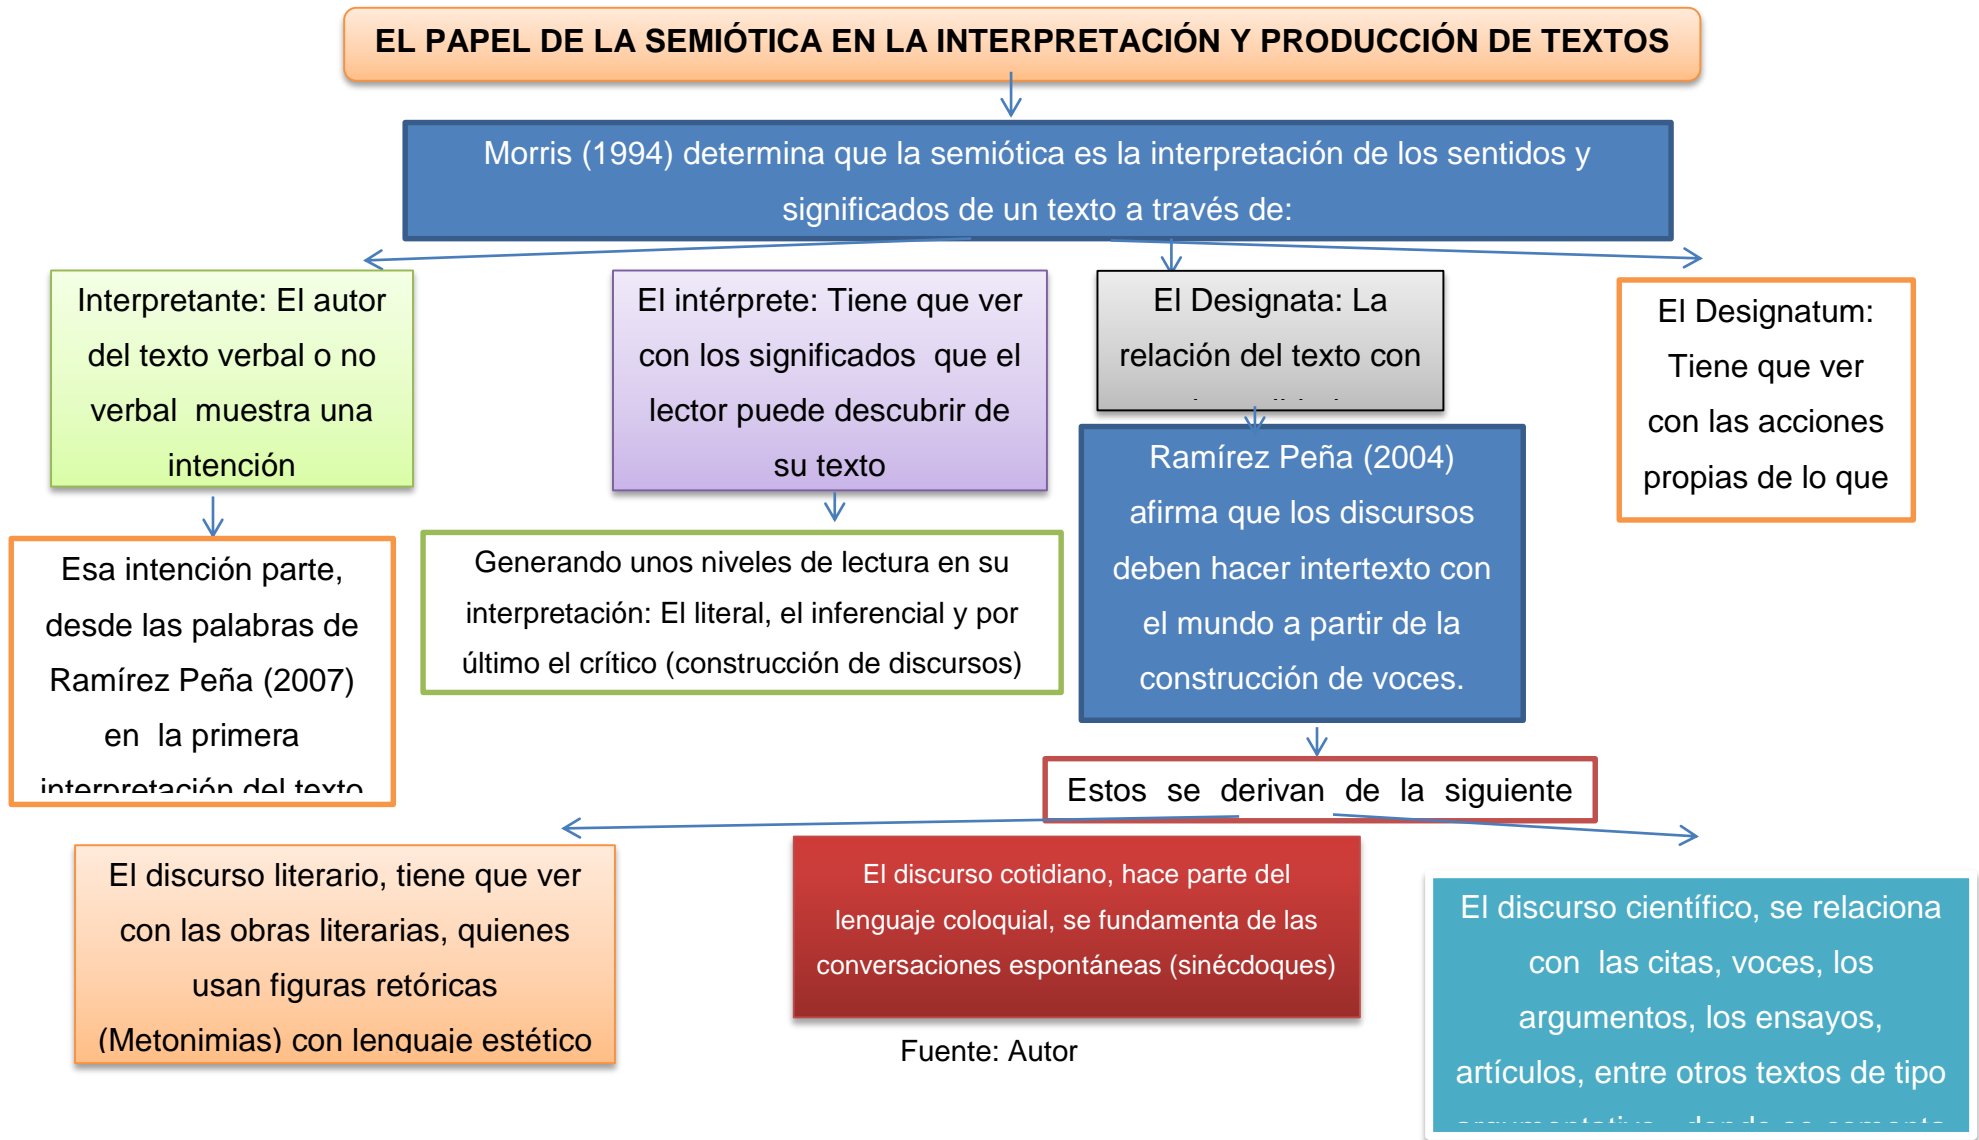 EL PAPEL DE LA SEMIÓTICA EN LA INTERPRETACIÓN Y PRODUCCIÓN DE TEXTOS
Morris (1994) determina que la semiótica es la interpretación de los sentidos y
significados de un texto a través de:
Interpretante: El autor
del texto verbal o no
verbal muestra una
intención
El intérprete: Tiene que ver
con los significados que el
lector puede descubrir de
su texto
El Designata: La
relación del texto con
El Designatum:
Tiene que ver
con las acciones
propias de lo que
Esa intención parte,
desde las palabras de
Ramírez Peña (2007)
en la primera
interpretación del texto
Generando unos niveles de lectura en su
interpretación: El literal, el inferencial y por
último el crítico (construcción de discursos)
Ramírez Peña (2004)
afirma que los discursos
deben hacer intertexto con
el mundo a partir de la
construcción de voces.
Estos se derivan de la siguiente
El discurso literario, tiene que ver
con las obras literarias, quienes
usan figuras retóricas
(Metonimias) con lenguaje estético
El discurso cotidiano, hace parte del
lenguaje coloquial, se fundamenta de las
conversaciones espontáneas (sinécdoques)
El discurso científico, se relaciona
con las citas, voces, los
argumentos, los ensayos,
artículos, entre otros textos de tipo
Fuente: Autor